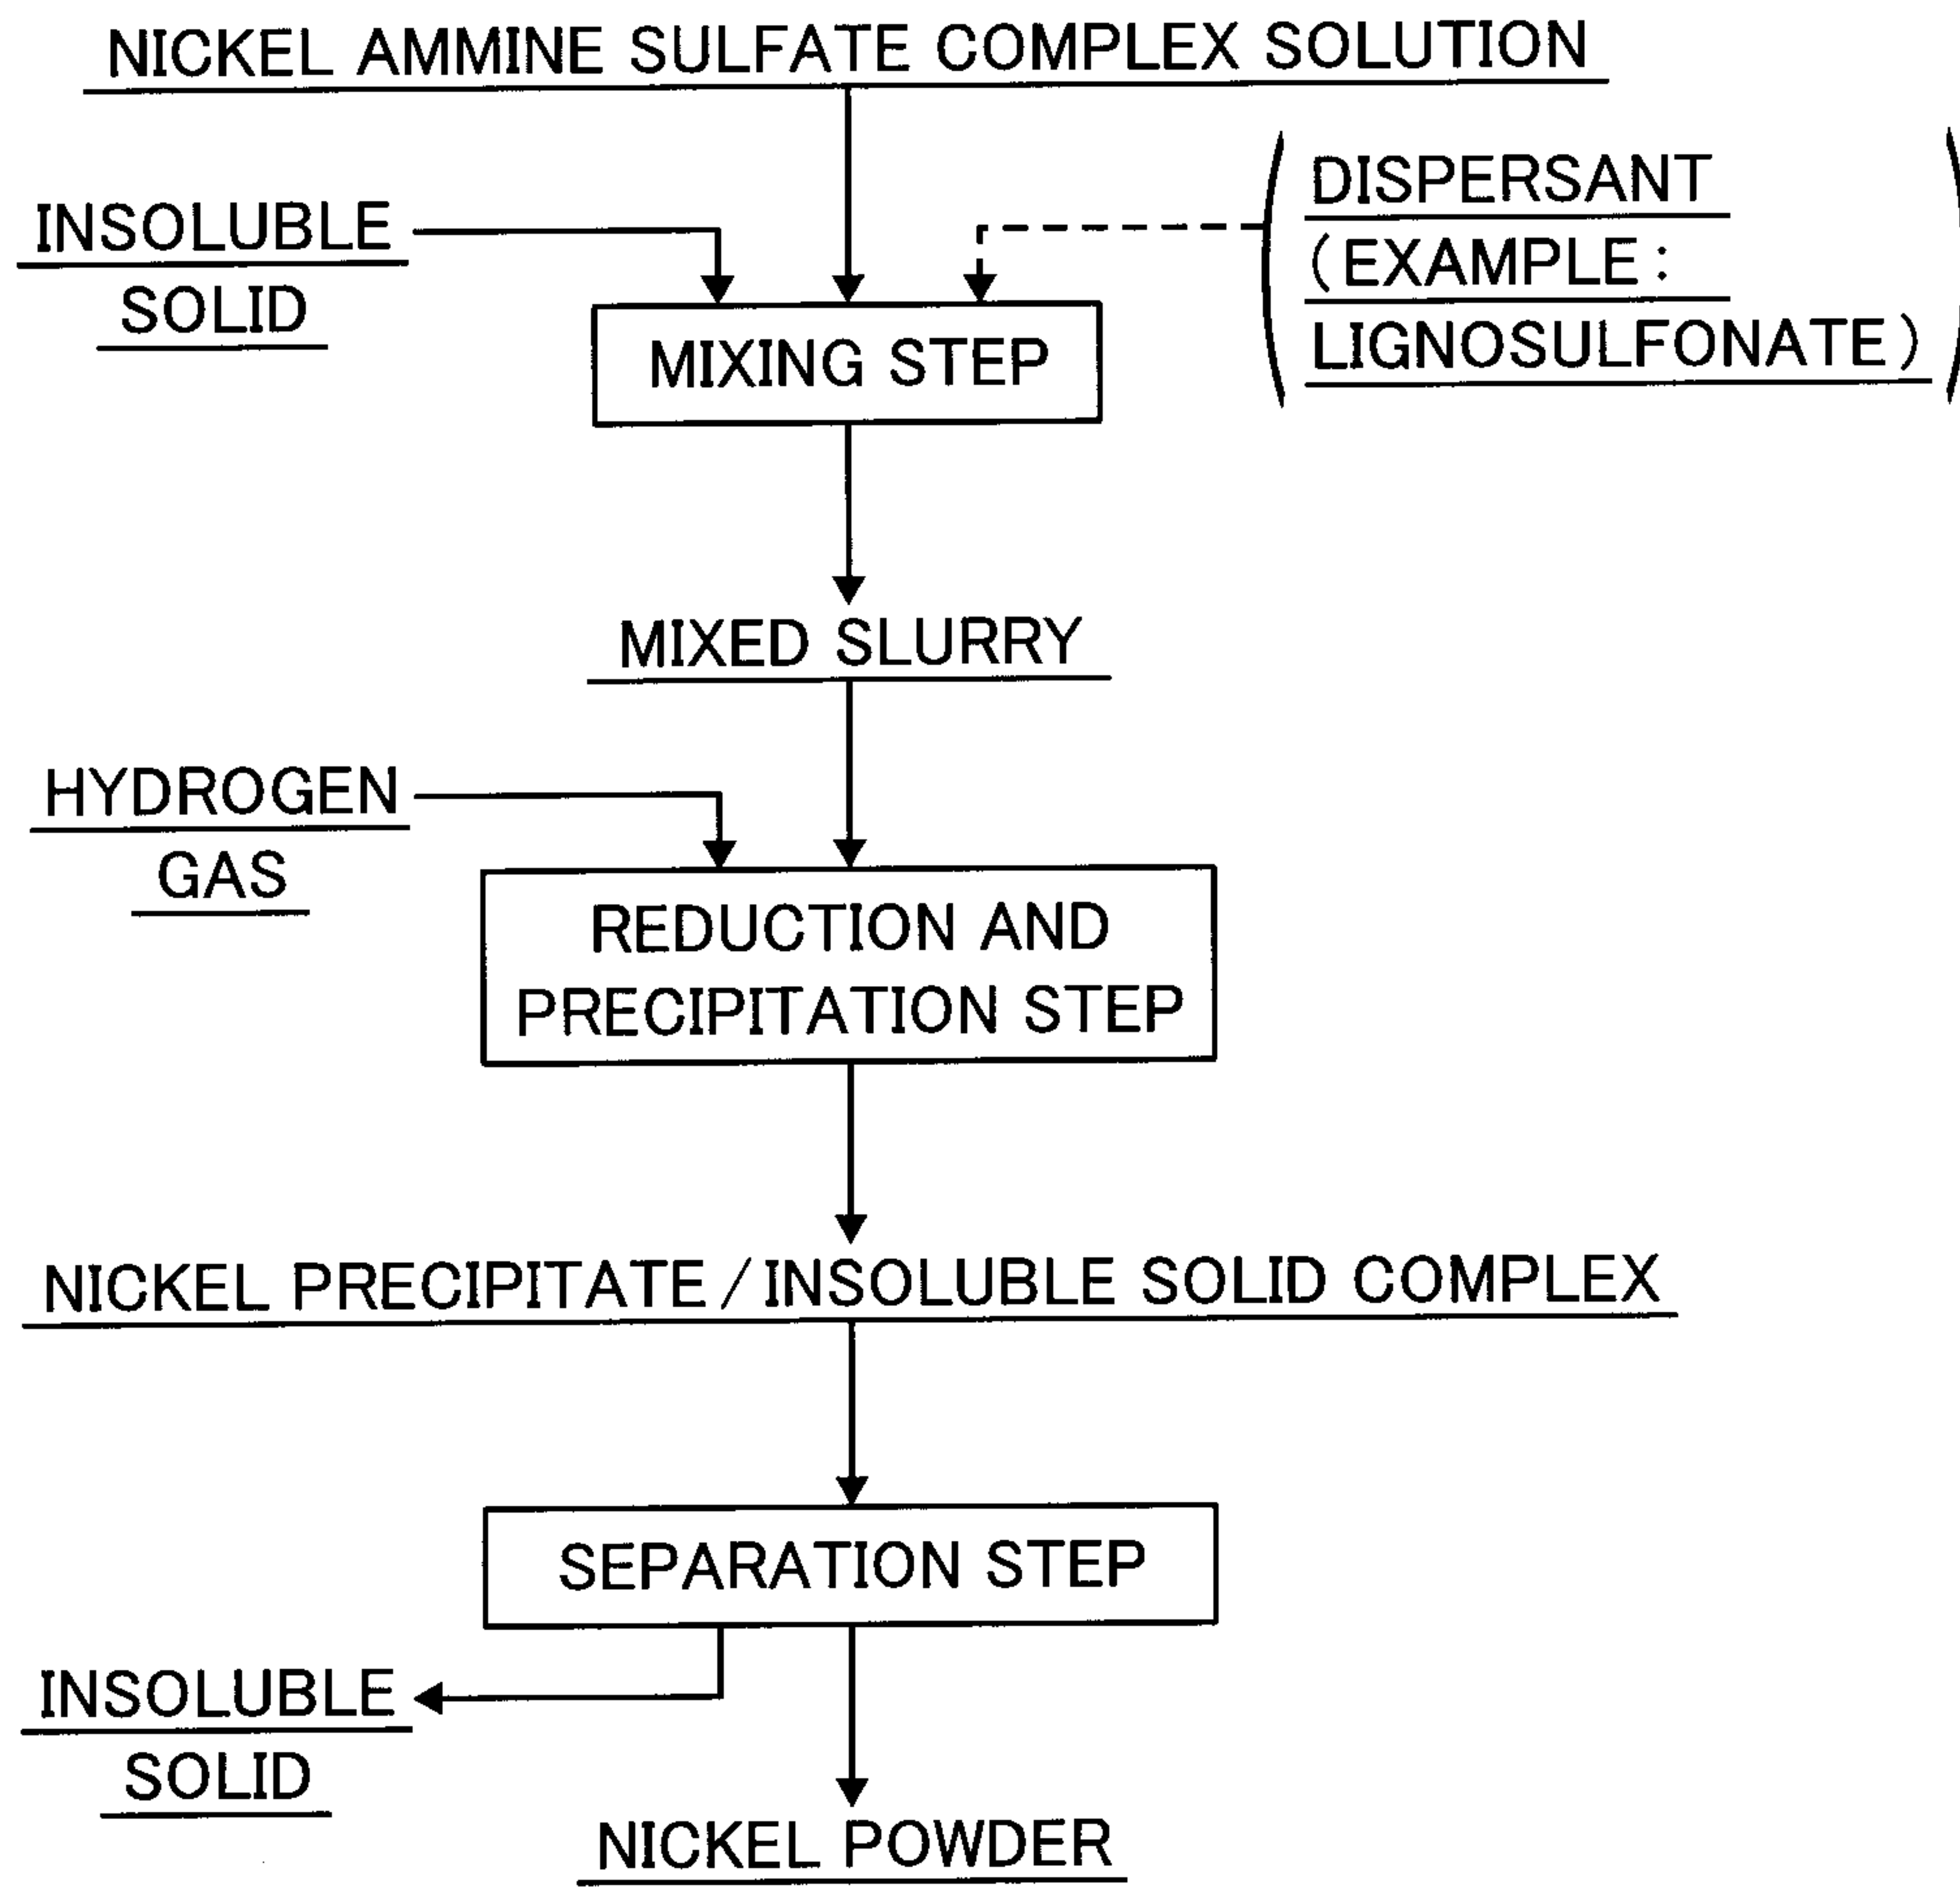 NICKEL AMMINE SULFATE COMPLEX SOLUTION
INSOLUBLE
SOLID
DISPERSANT
(EXAMPLE:
LIGNOSULFONATE)
MIXING STEP
MIXED SLURRY
HYDROGEN
GAS
REDUCTION AND
PRECIPITATION STEP
NICKEL PRECIPITATE/INSOLUBLE SOLID COMPLEX
SEPARATION STEP
INSOLUBLE
SOLID
NICKEL POWDER